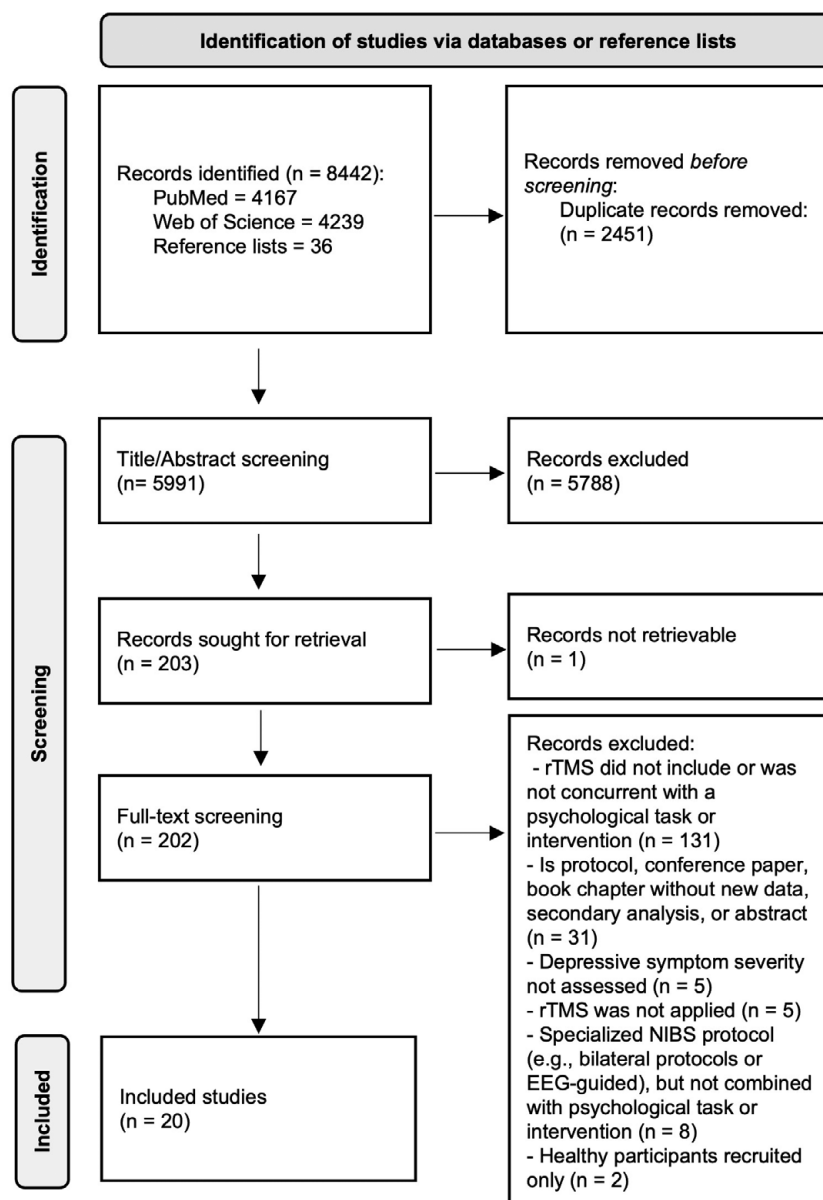 Identification of studies via databases or reference lists
Identification
Records identified (n = 8442):
PubMed = 4167
Web of Science = 4239
Reference lists = 36
Records removed before
screening:
Duplicate records removed:
(n = 2451)
Screening
Title/Abstract screening
(n= 5991)
Records excluded
(n = 5788)
Records sought for retrieval
(n = 203)
Records not retrievable
(n = 1)
Full-text screening
(n = 202)
Records excluded:
- rTMS did not include or was
not concurrent with a
psychological task or
intervention (n = 131)
- Is protocol, conference paper,
book chapter without new data,
secondary analysis, or abstract
(n = 31)
- Depressive symptom severity
not assessed (n = 5)
- rTMS was not applied (n = 5)
- Specialized NIBS protocol
(e.g., bilateral protocols or
EEG-guided), but not combined
with psychological task or
intervention (n = 8)
- Healthy participants recruited
only (n = 2)
Included
Included studies
(n = 20)